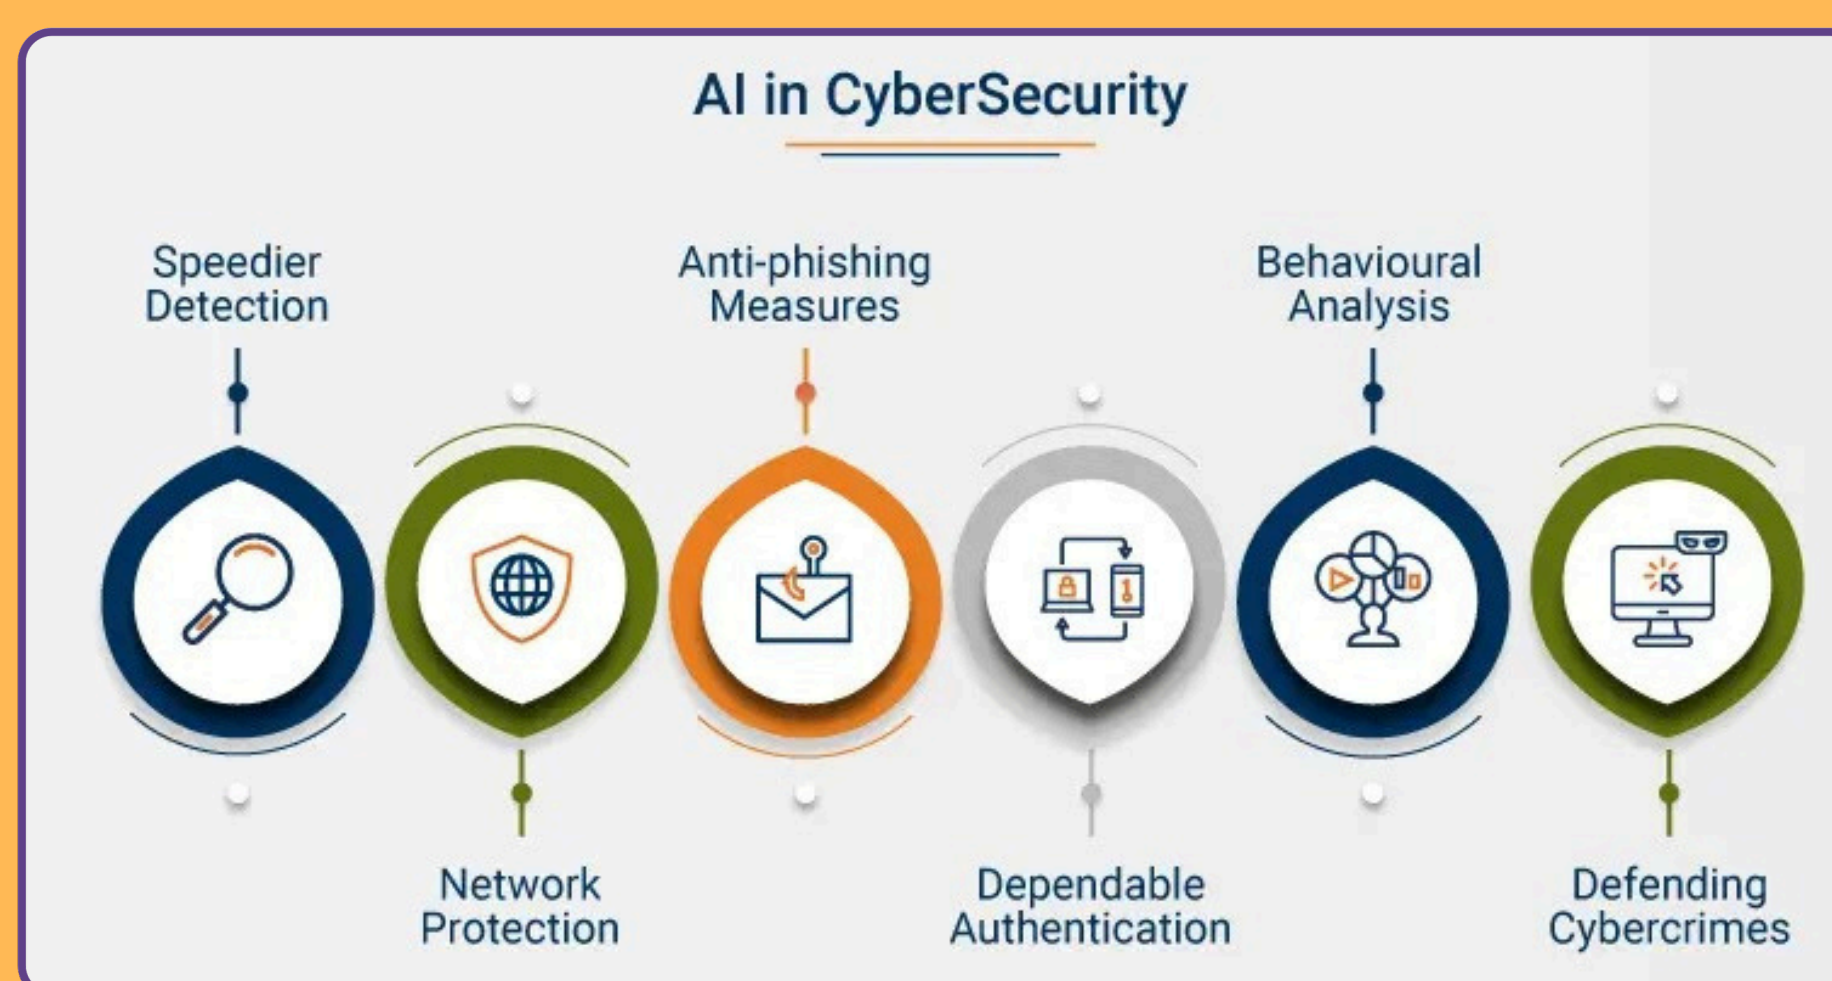 AI in CyberSecurity
Speedier
Detection
Network
Protection
Anti-phishing
Measures
Dependable
Authentication
Behavioural
Analysis
Defending
Cybercrimes